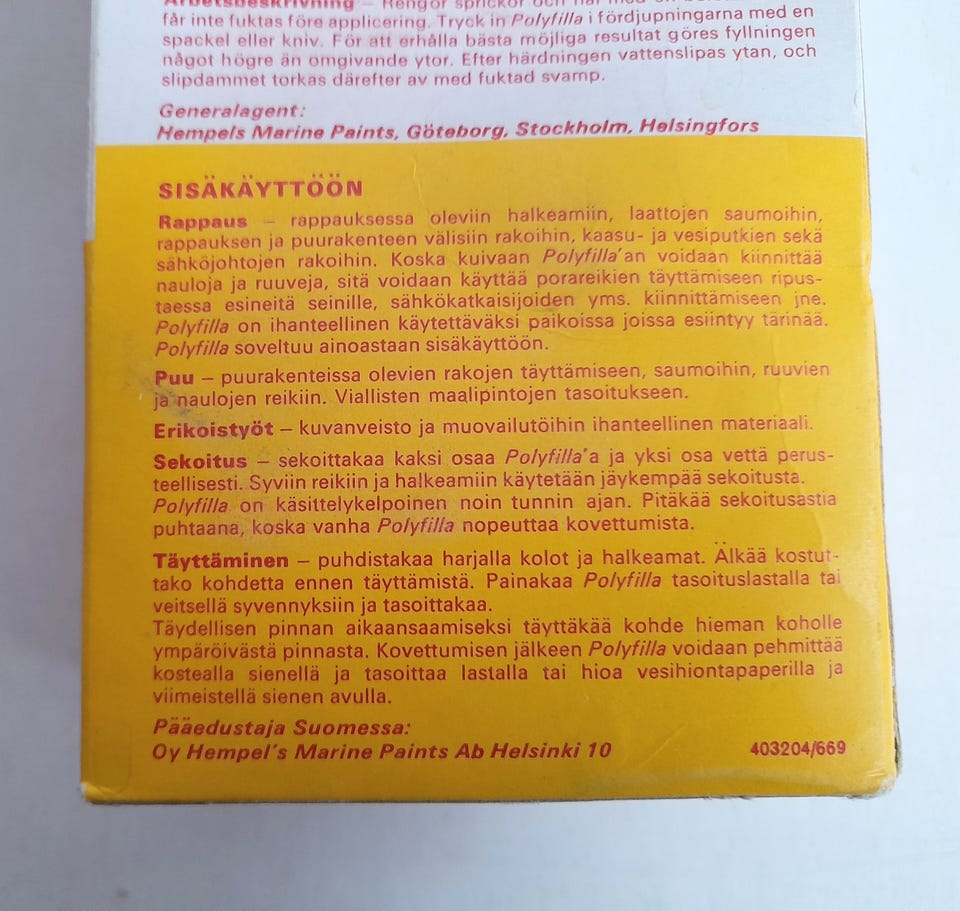 Arbetsbeskrivning – Rengör sprickor och hål med en
får inte fuktas före applicering. Tryck in Polyfilla i fördjupningarna med en
spackel eller kniv. För att erhålla bästa möjliga resultat göres fyllningen
något högre än omgivande ytor. Efter härdningen vattenslipas ytan, och
slipdammet torkas därefter av med fuktad svamp.
Generalagent:
Hempels Marine Paints, Göteborg, Stockholm, Helsingfors
SISÄKÄYTTÖÖN
Rappaus – rappauksessa oleviin halkeamiin, laattojen saumoihin,
rappauksen ja puurakenteen välisiin rakoihin, kaasu- ja vesiputkien sekä
sähköjohtojen rakoihin. Koska kuivaan Polyfilla'an voidaan kiinnittää
nauloja ja ruuveja, sitä voidaan käyttää porareikien täyttämiseen ripus-
taessa esineitä seinille, sähkökatkaisijoiden yms. kiinnittämiseen jne.
Polyfilla on ihanteellinen käytettäväksi paikoissa joissa esiintyy tärinää.
Polyfilla soveltuu ainoastaan sisäkäyttöön.
Puu – puurakenteissa olevien rakojen täyttämiseen, saumoihin, ruuvien
ja naulojen reikiin. Viallisten maalipintojen tasoitukseen.
Erikoistyöt – kuvanveisto ja muovailutöihin ihanteellinen materiaali.
Sekoitus – sekoittakaa kaksi osaa Polyfilla'a ja yksi osa vettä perus-
teellisesti. Syviin reikiin ja halkeamiin käytetään jäykempää sekoitusta.
Polyfilla on käsittelykelpoinen noin tunnin ajan. Pitäkää sekoitusastia
puhtaana, koska vanha Polyfilla nopeuttaa kovettumista.
Täyttäminen – puhdistakaa harjalla kolot ja halkeamat. Älkää kostut-
tako kohdetta ennen täyttämistä. Painakaa Polyfilla tasoituslastalla tai
veitsellä syvennyksiin ja tasoittakaa.
Täydellisen pinnan aikaansaamiseksi täyttäkää kohde hieman koholle
ympäröivästä pinnasta. Kovettumisen jälkeen Polyfilla voidaan pehmittää
kostealla sienellä ja tasoittaa lastalla tai hioa vesihiontapaperilla ja
viimeistellä sienen avulla.
Pääedustaja Suomessa:
Oy Hempel's Marine Paints Ab Helsinki 10
403204/669